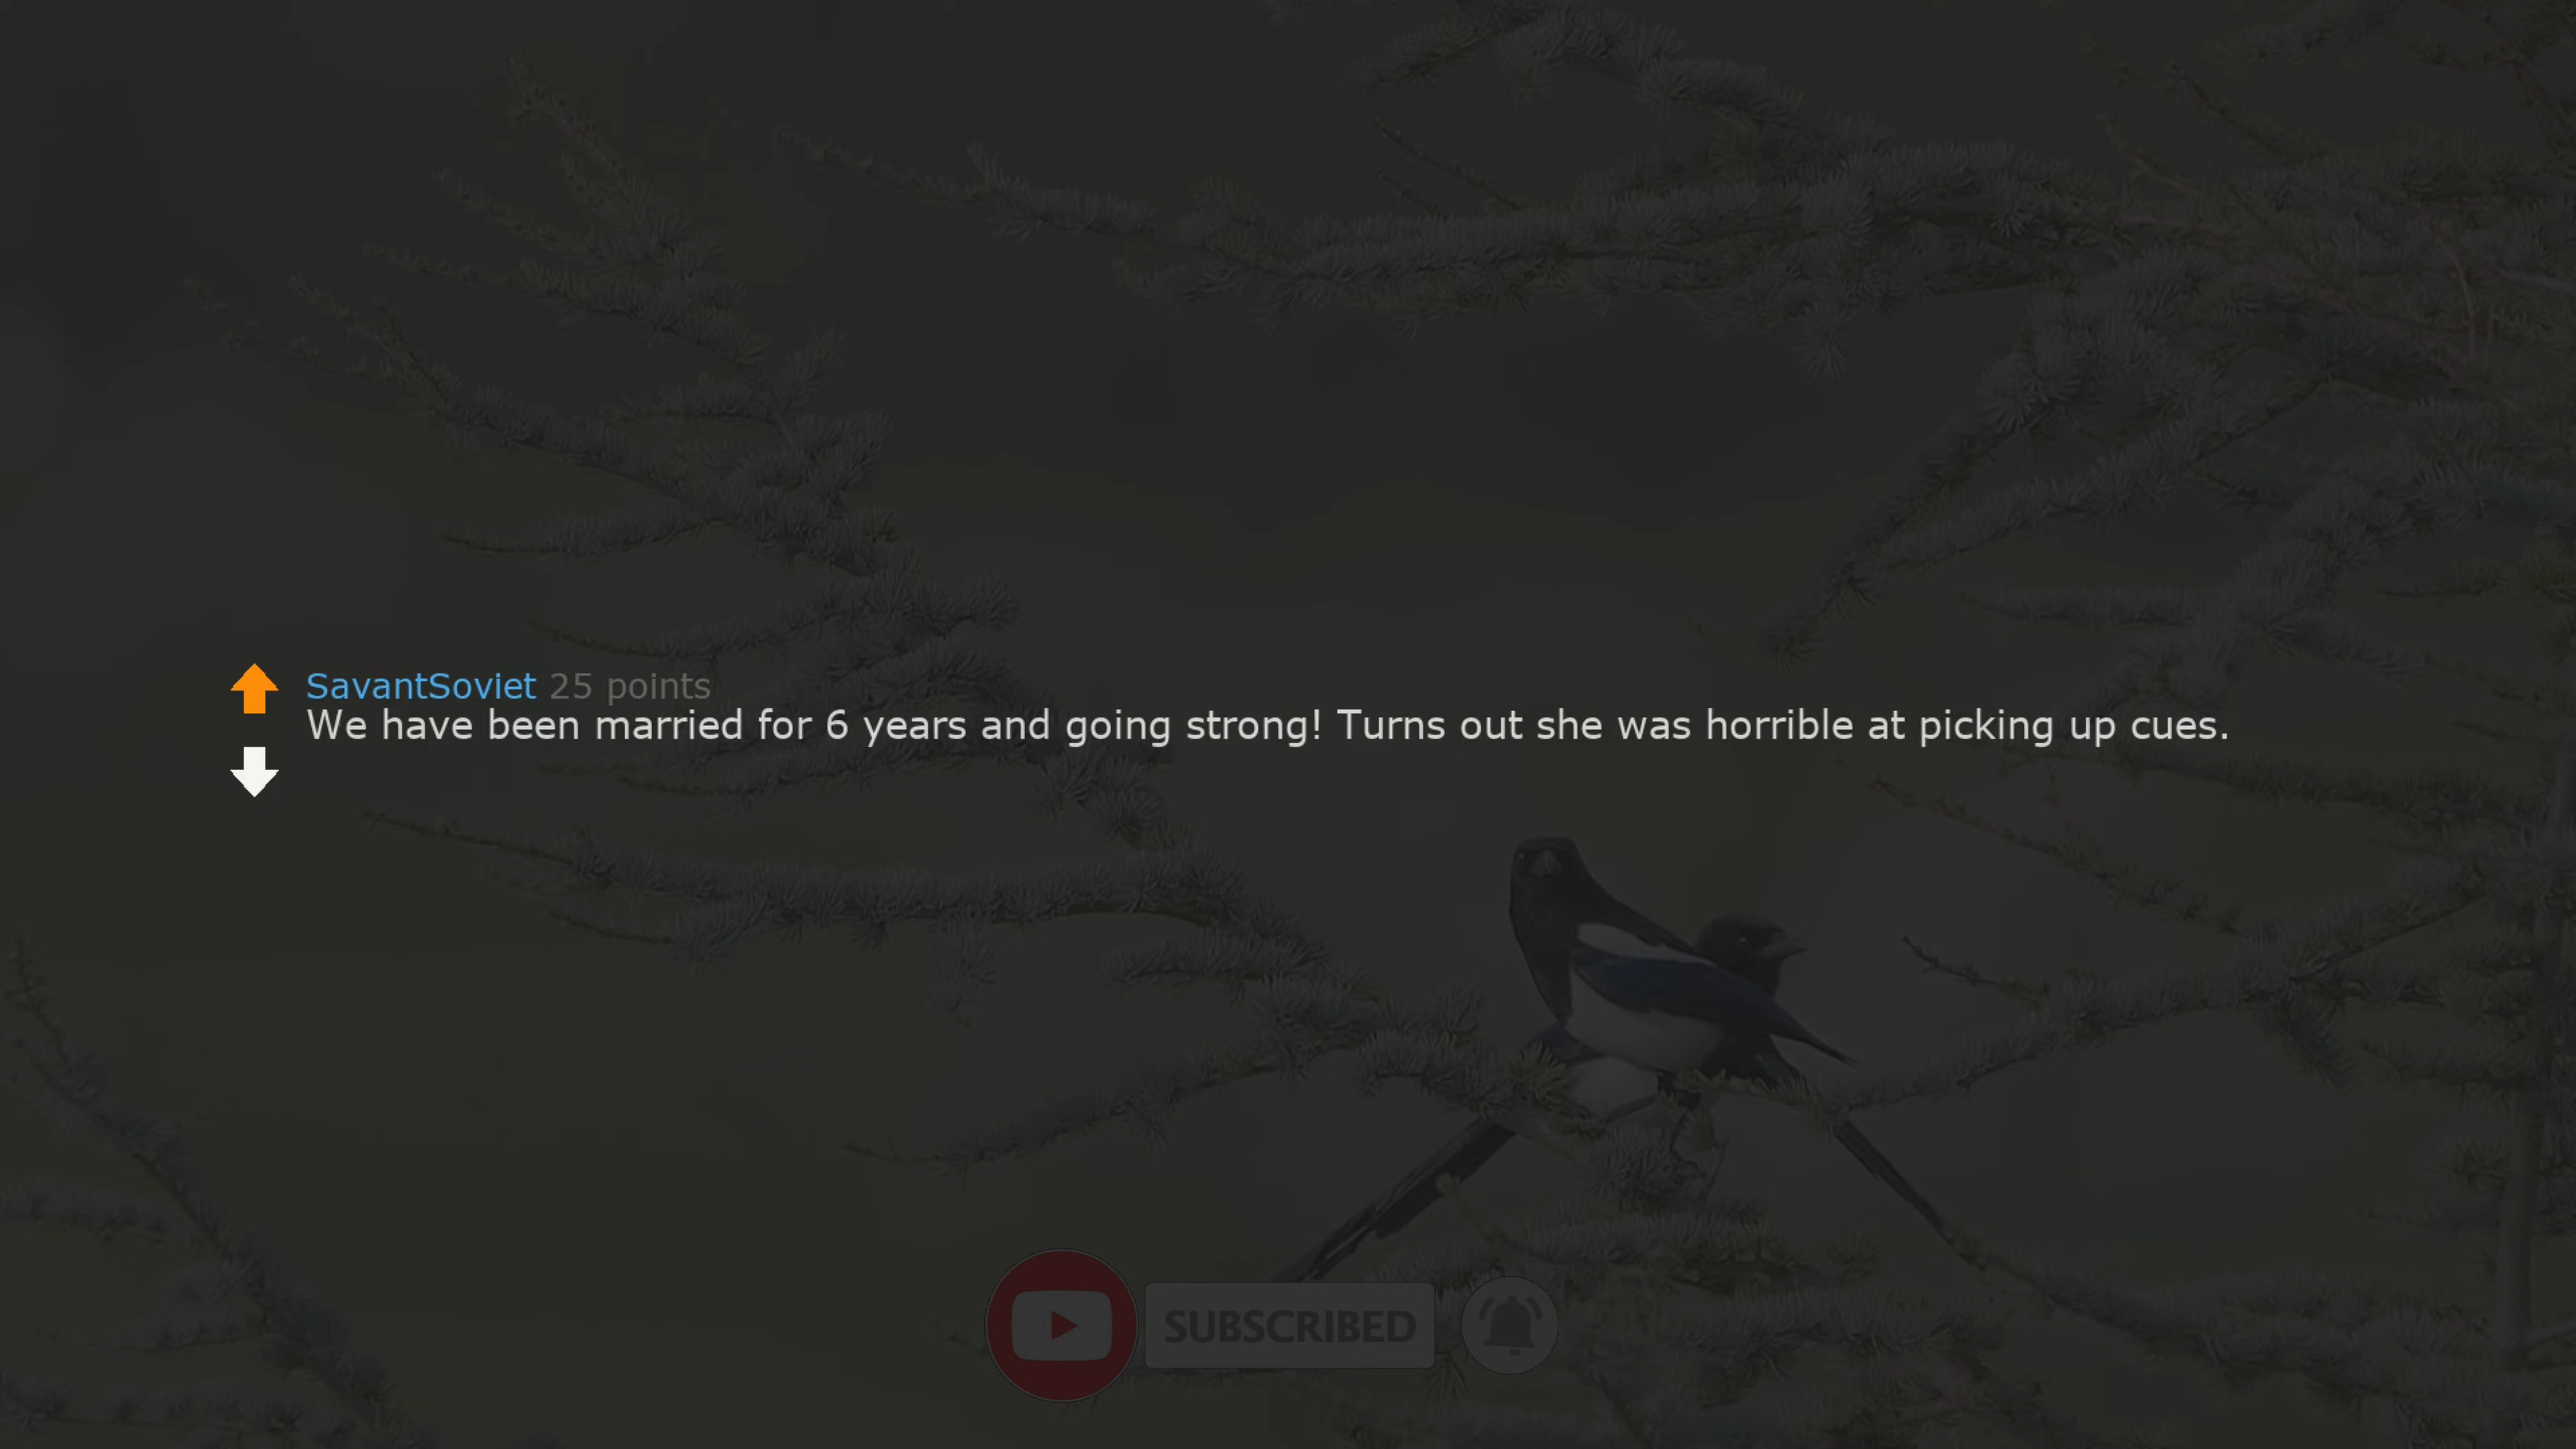 SavantSoviet 25 points
We have been married for 6 years and going strong! Turns out she was horrible at picking up cues.
SUBSCRIBED